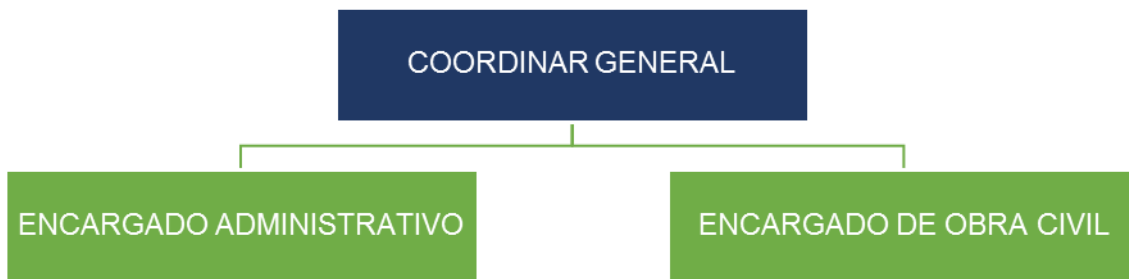 COORDINAR GENERAL
ENCARGADO ADMINISTRATIVO
ENCARGADO DE OBRA CIVIL